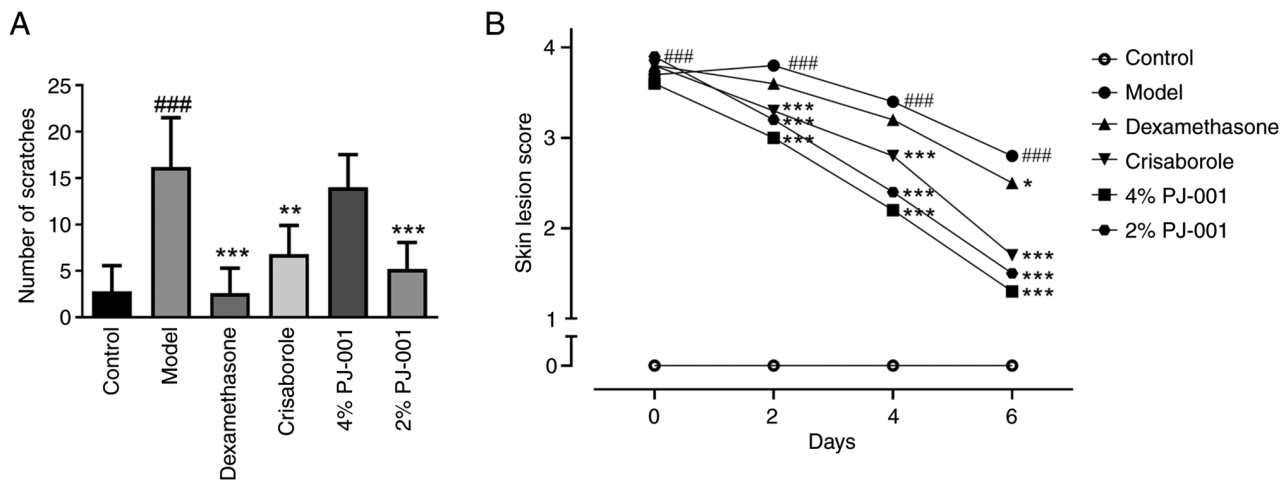 A
Number of scratches
25
20
15
10
5
0
###
***
**
***
Control
Model
Dexamethasone
Crisaborole
4% PJ-001
2% PJ-001
B
Skin lesion score
4
3
2
1
0
###
###
###
###
***
***
***
***
***
***
*
***
***
***
0 2 4 6
Days
Control
Model
Dexamethasone
Crisaborole
4% PJ-001
2% PJ-001